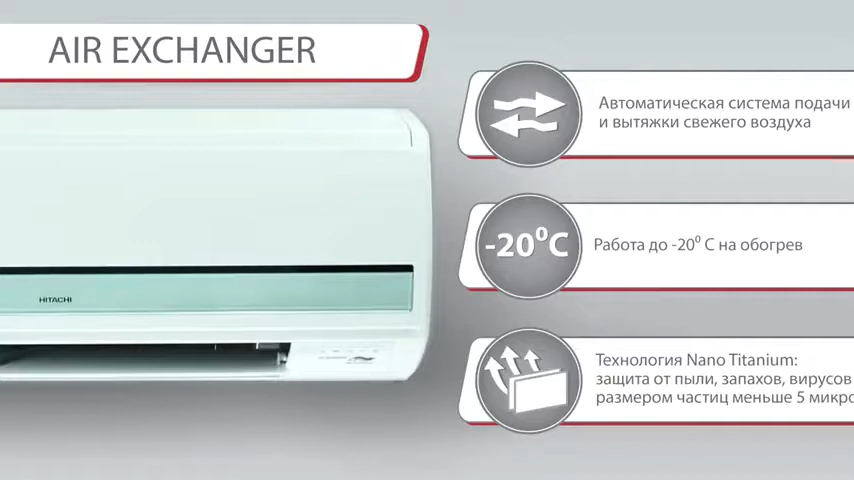 AIR EXCHANGER
Автоматическая система подачи
и вытяжки свежего воздуха
-20⁰C
Работа до -20⁰ С на обогрев
HITACHI
Технология Nano Titanium:
защита от пыли, запахов, вирусов
размером частиц меньше 5